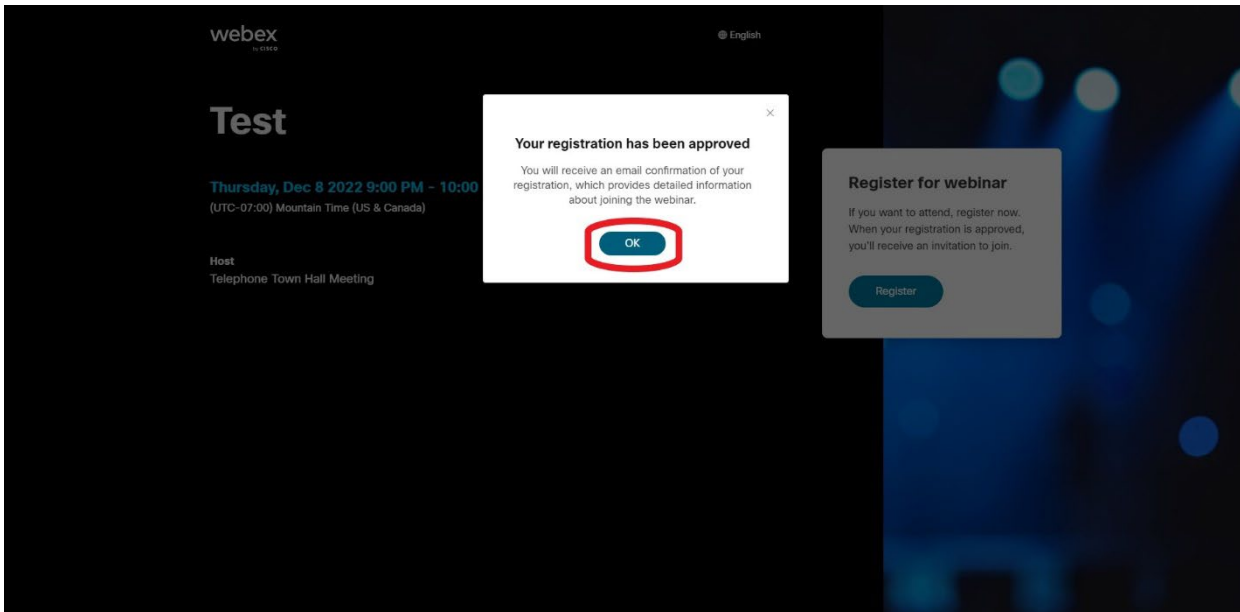 webex
by CISCO
English
Test
Thursday, Dec 8 2022 9:00 PM - 10:00
(UTC-07:00) Mountain Time (US & Canada)
Host
Telephone Town Hall Meeting
Your registration has been approved
You will receive an email confirmation of your
registration, which provides detailed information
about joining the webinar.
OK
Register for webinar
If you want to attend, register now.
When your registration is approved,
you'll receive an invitation to join.
Register